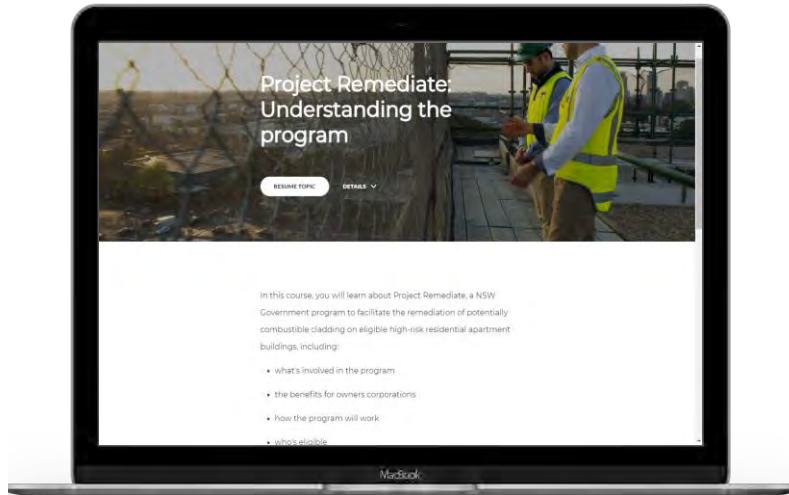 Project Remediate:
Understanding the
program
RESUME TOPIC
DETAILS
In this course, you will learn about Project Remediate, a NSW
Government program to facilitate the remediation of potentially
combustible cladding on eligible high-risk residential apartment
buildings, including:
• what's involved in the program
• the benefits for owners corporations
• how the program will work
• who's eligible
MacBook